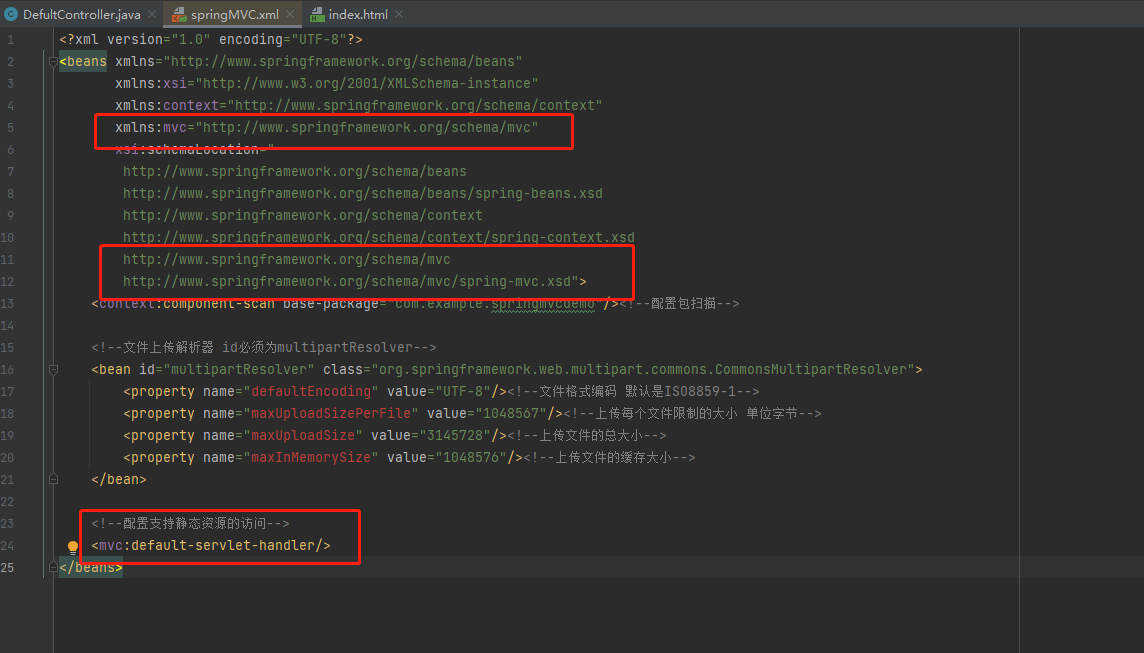 DefultController.java
springMVC.xml
index.html
1 <?xml version="1.0" encoding="UTF-8"?>
2 <beans xmlns="http://www.springframework.org/schema/beans"
3 xmlns:xsi="http://www.w3.org/2001/XMLSchema-instance"
4 xmlns:context="http://www.springframework.org/schema/context"
5 xmlns:mvc="http://www.springframework.org/schema/mvc"
6 xsi:schemaLocation="
7 http://www.springframework.org/schema/beans
8 http://www.springframework.org/schema/beans/spring-beans.xsd
9 http://www.springframework.org/schema/context
10 http://www.springframework.org/schema/context/spring-context.xsd
11 http://www.springframework.org/schema/mvc
12 http://www.springframework.org/schema/mvc/spring-mvc.xsd">
13 <context:component-scan base-package="com.example.springmvcdemo"/><!--配置包扫描-->
14
15 <!--文件上传解析器 id必须为multipartResolver-->
16 <bean id="multipartResolver" class="org.springframework.web.multipart.commons.CommonsMultipartResolver">
17 <property name="defaultEncoding" value="UTF-8"/><!--文件格式编码 默认是ISO8859-1-->
18 <property name="maxUploadSizePerFile" value="1048567"/><!--上传每个文件限制的大小 单位字节-->
19 <property name="maxUploadSize" value="3145728"/><!--上传文件的总大小-->
20 <property name="maxInMemorySize" value="1048576"/><!--上传文件的缓存大小-->
21 </bean>
22
23 <!--配置支持静态资源的访问-->
24 <mvc:default-servlet-handler/>
25 </beans>